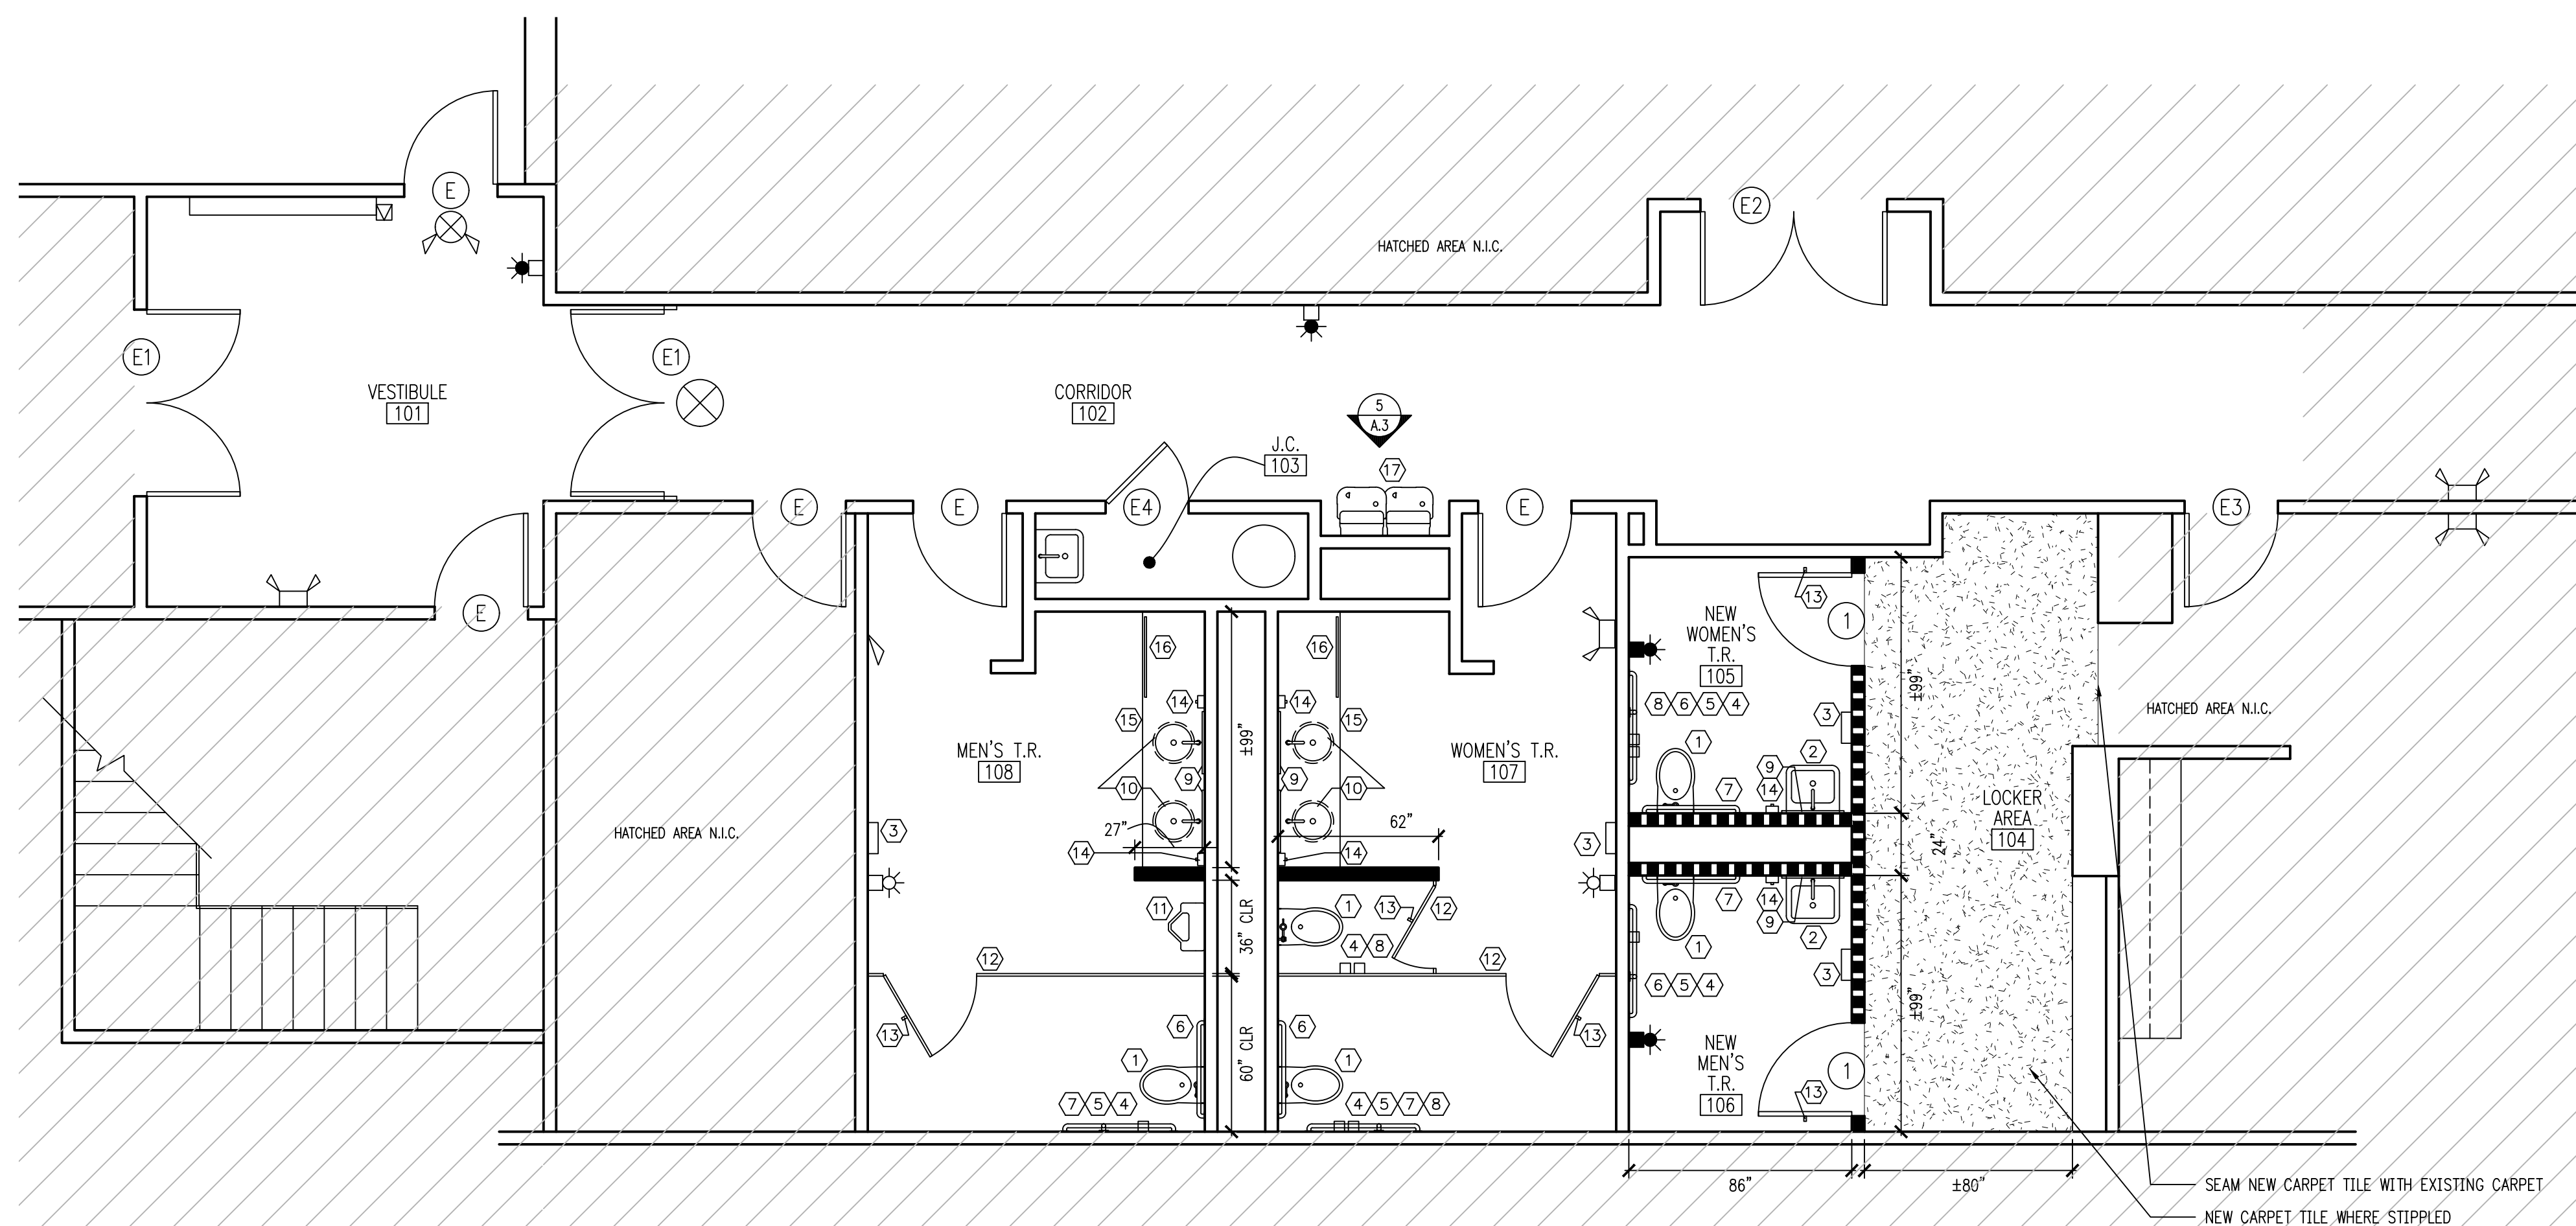 E
E2
HATCHED AREA N.I.C.
E1
E1
VESTIBULE
101
CORRIDOR
102
5
A.3
J.C.
103
17
E
E
E4
E
E3
E
NEW
WOMEN'S
T.R.
105
13
1
16
16
14
14
8 6 5 4
±99"
3
HATCHED AREA N.I.C.
15
15
MEN'S T.R.
108
±99"
WOMEN'S T.R.
107
1
2
9
9
9
10
10
7
14
LOCKER
AREA
104
HATCHED AREA N.I.C.
3
27"
62"
3
24"
14
14
11
36" CLR
1
13
12
4 8
7
14
9
2
1
12
12
3
6 5 4
±99"
13
6
6
13
60" CLR
1
1
NEW
MEN'S
T.R.
106
1
13
7 5 4
4 5 7 8
86"
±80"
SEAM NEW CARPET TILE WITH EXISTING CARPET
NEW CARPET TILE WHERE STIPPLED